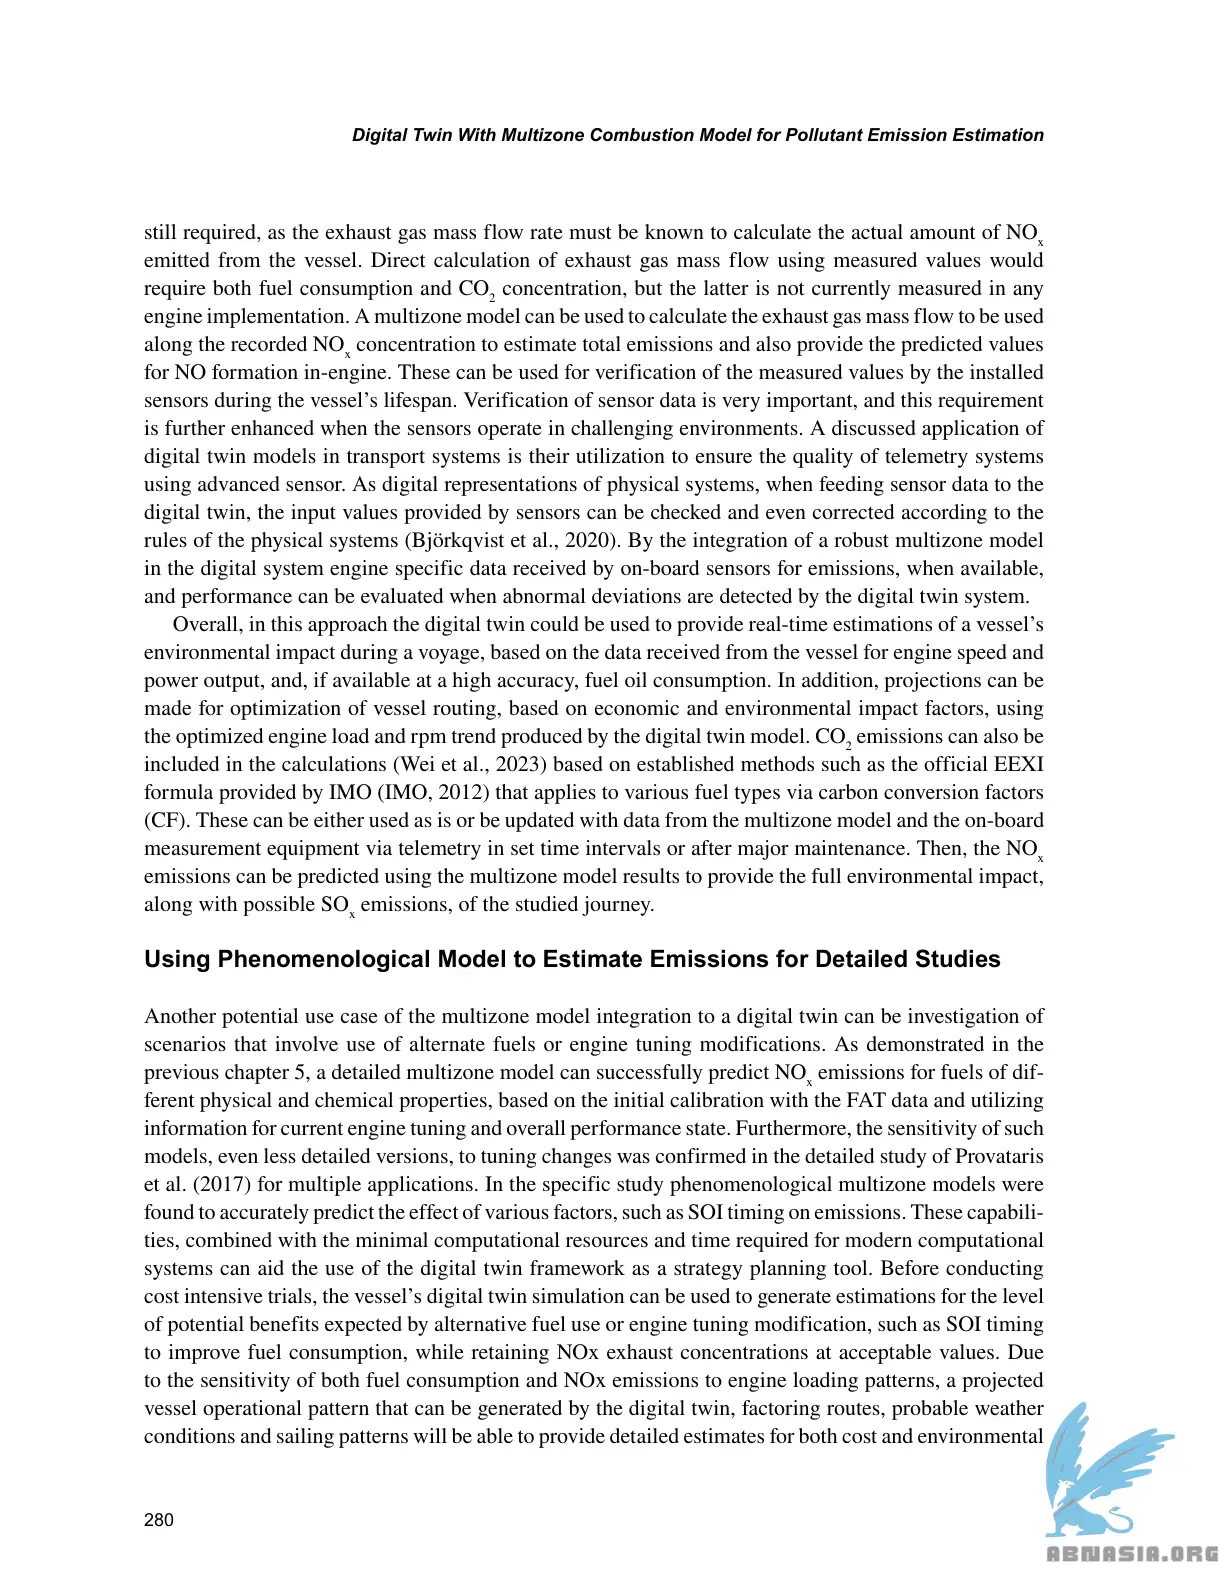 Digital Twin With Multizone Combustion Model for Pollutant Emission Estimation
still required, as the exhaust gas mass flow rate must be known to calculate the actual amount of NOx
emitted from the vessel. Direct calculation of exhaust gas mass flow using measured values would
require both fuel consumption and CO2 concentration, but the latter is not currently measured in any
engine implementation. A multizone model can be used to calculate the exhaust gas mass flow to be used
along the recorded NOx concentration to estimate total emissions and also provide the predicted values
for NO formation in-engine. These can be used for verification of the measured values by the installed
sensors during the vessel's lifespan. Verification of sensor data is very important, and this requirement
is further enhanced when the sensors operate in challenging environments. A discussed application of
digital twin models in transport systems is their utilization to ensure the quality of telemetry systems
using advanced sensor. As digital representations of physical systems, when feeding sensor data to the
digital twin, the input values provided by sensors can be checked and even corrected according to the
rules of the physical systems (Björkqvist et al., 2020). By the integration of a robust multizone model
in the digital system engine specific data received by on-board sensors for emissions, when available,
and performance can be evaluated when abnormal deviations are detected by the digital twin system.
Overall, in this approach the digital twin could be used to provide real-time estimations of a vessel's
environmental impact during a voyage, based on the data received from the vessel for engine speed and
power output, and, if available at a high accuracy, fuel oil consumption. In addition, projections can be
made for optimization of vessel routing, based on economic and environmental impact factors, using
the optimized engine load and rpm trend produced by the digital twin model. CO2 emissions can also be
included in the calculations (Wei et al., 2023) based on established methods such as the official EEXI
formula provided by IMO (IMO, 2012) that applies to various fuel types via carbon conversion factors
(CF). These can be either used as is or be updated with data from the multizone model and the on-board
measurement equipment via telemetry in set time intervals or after major maintenance. Then, the NOx
emissions can be predicted using the multizone model results to provide the full environmental impact,
along with possible SOx emissions, of the studied journey.
Using Phenomenological Model to Estimate Emissions for Detailed Studies
Another potential use case of the multizone model integration to a digital twin can be investigation of
scenarios that involve use of alternate fuels or engine tuning modifications. As demonstrated in the
previous chapter 5, a detailed multizone model can successfully predict NOx emissions for fuels of dif-
ferent physical and chemical properties, based on the initial calibration with the FAT data and utilizing
information for current engine tuning and overall performance state. Furthermore, the sensitivity of such
models, even less detailed versions, to tuning changes was confirmed in the detailed study of Provataris
et al. (2017) for multiple applications. In the specific study phenomenological multizone models were
found to accurately predict the effect of various factors, such as SOI timing on emissions. These capabili-
ties, combined with the minimal computational resources and time required for modern computational
systems can aid the use of the digital twin framework as a strategy planning tool. Before conducting
cost intensive trials, the vessel's digital twin simulation can be used to generate estimations for the level
of potential benefits expected by alternative fuel use or engine tuning modification, such as SOI timing
to improve fuel consumption, while retaining NOx exhaust concentrations at acceptable values. Due
to the sensitivity of both fuel consumption and NOx emissions to engine loading patterns, a projected
vessel operational pattern that can be generated by the digital twin, factoring routes, probable weather
conditions and sailing patterns will be able to provide detailed estimates for both cost and environmental
280
ABNASIA.ORG